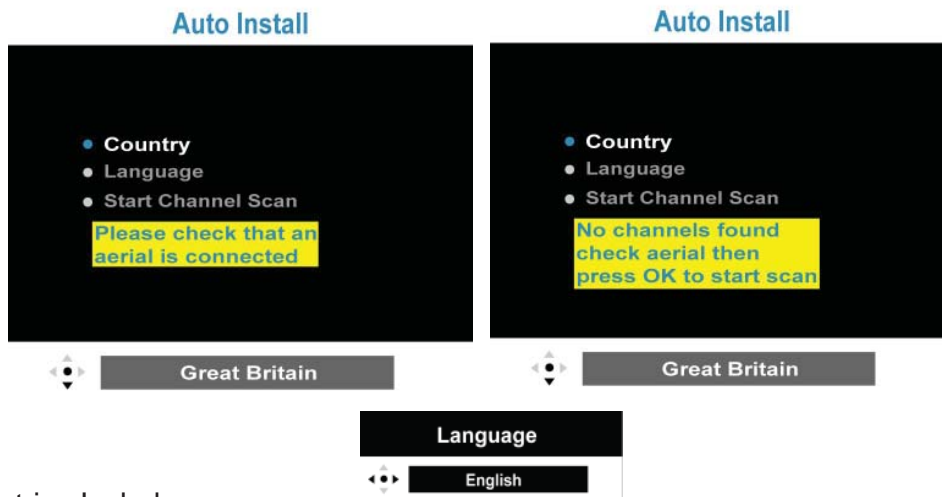 Auto Install
Country
Language
Start Channel Scan
Please check that an
aerial is connected
Great Britain
Auto Install
Country
Language
Start Channel Scan
No channels found
check aerial then
press OK to start scan
Great Britain
Language
English